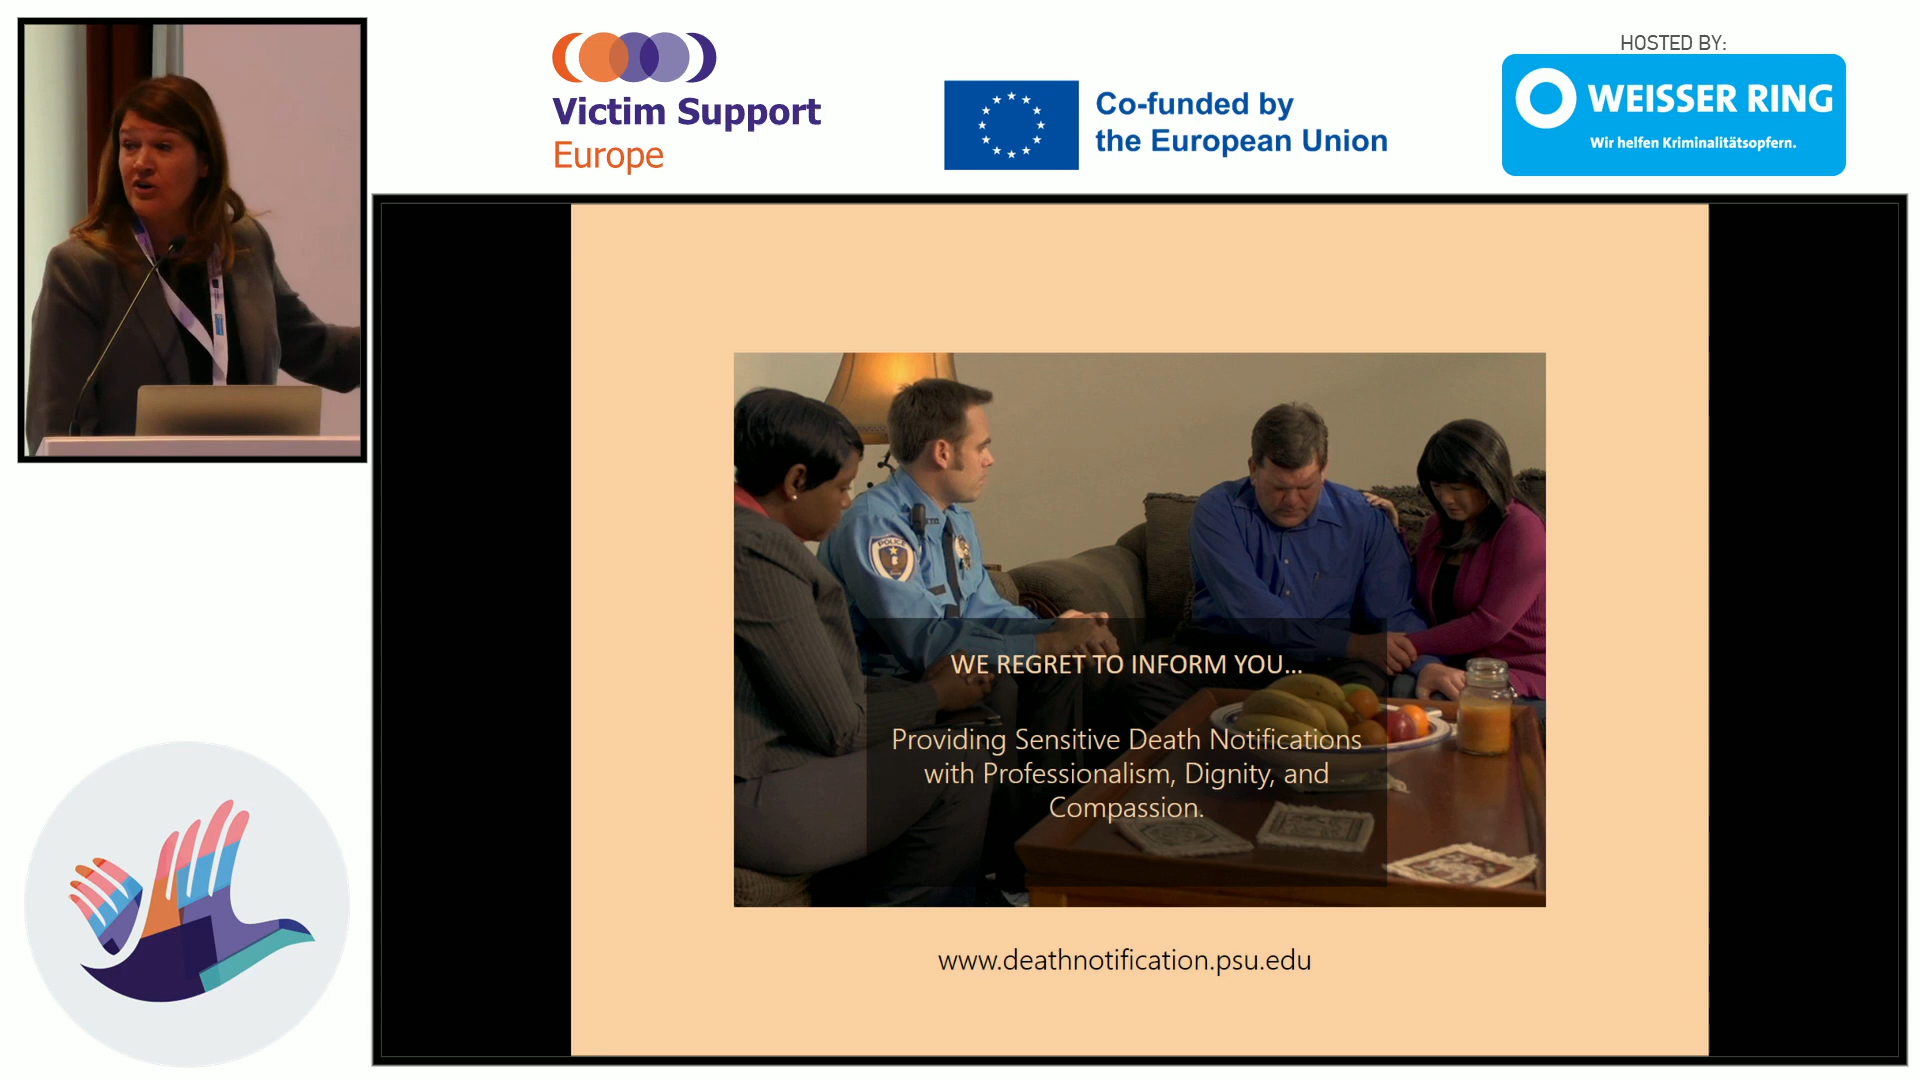 Victim Support
Europe
Co-funded by
the European Union
HOSTED BY:
WEISSER RING
Wir helfen Kriminalitätsopfern.
POLICE
WE REGRET TO INFORM YOU...
Providing Sensitive Death Notifications
with Professionalism, Dignity, and
Compassion.
www.deathnotification.psu.edu